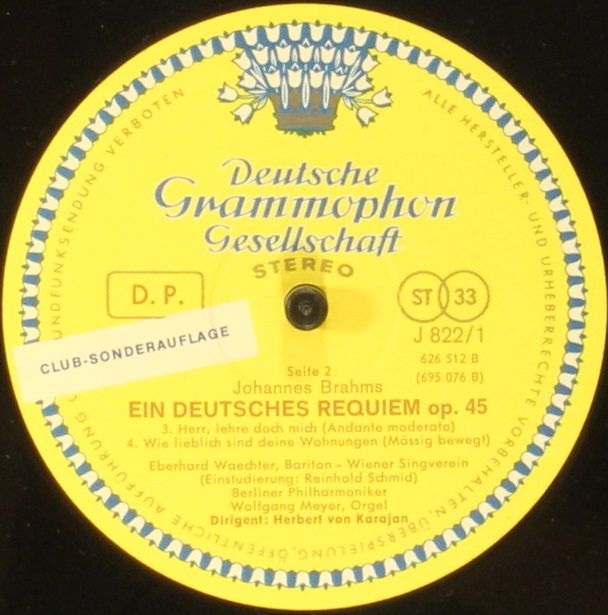 Deutsche
Grammophon
Gesellschaft
STEREO
D. P.
ST 33
J 822/1
CLUB-SONDERAUFLAGE
626 512 B
(695 076 B)
Seite 2
Johannes Brahms
EIN DEUTSCHES REQUIEM op. 45
3. Herr, lehre doch mich (Andante moderato)
4. Wie lieblich sind deine Wohnungen (Mässig bewegt)
Eberhard Waechter, Bariton – Wiener Singverein
(Einstudierung: Reinhold Schmid)
Berliner Philharmoniker
Wolfgang Meyer, Orgel
Dirigent: Herbert von Karajan
ALLE HERSTELLER- UND URHEBERRECHTE VORBEHALTEN, ÜBERSPIELUNG, ÖFFENTLICHE AUFFÜHRUNG UNDFUNKSENDUNG VERBOTEN